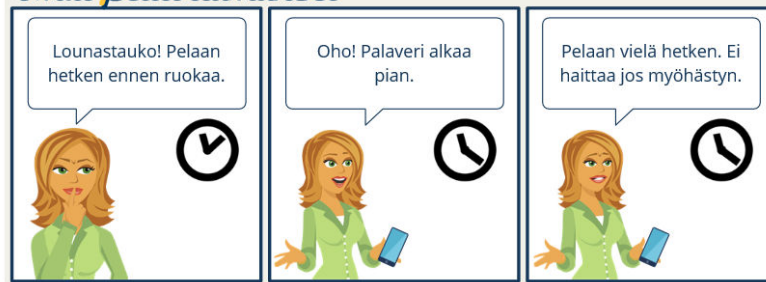 Lounastauko! Pelaan
hetken ennen ruokaa.
Oho! Palaveri alkaa
pian.
Pelaan vielä hetken. Ei
haittaa jos myöhästyn.